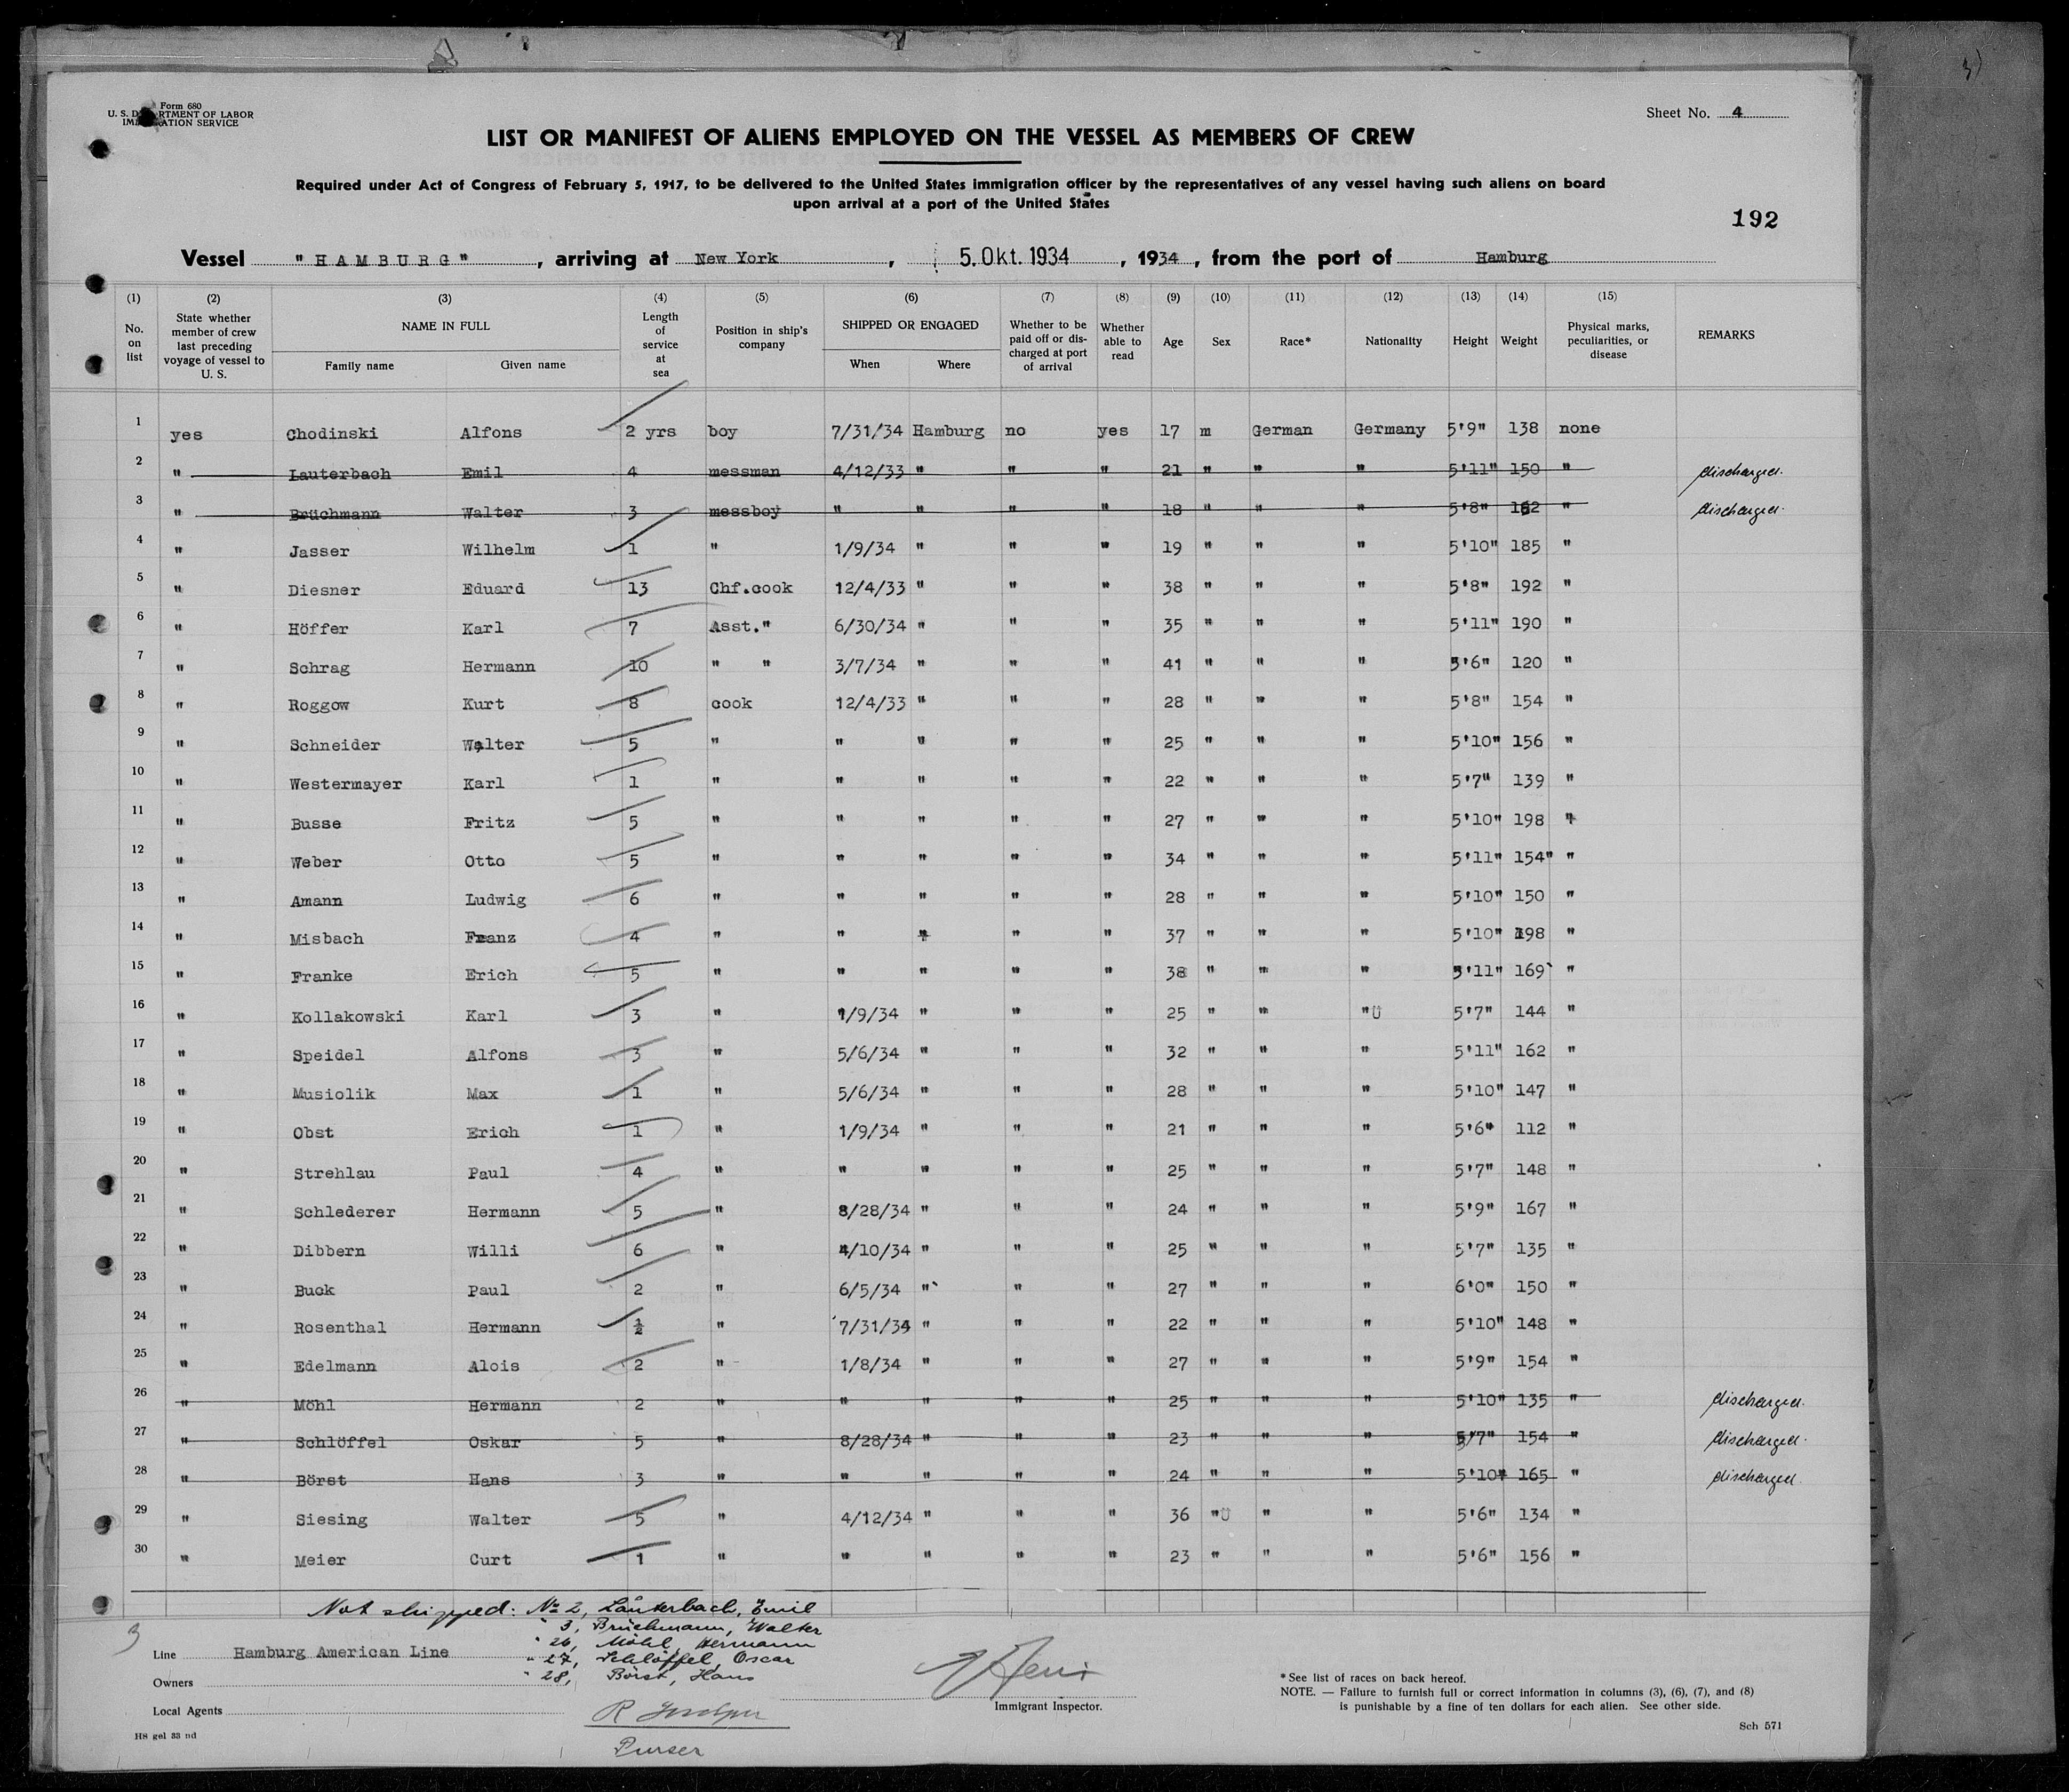 3)
Form 680
U. S. D RTMENT OF LABOR
IM ATION SERVICE
Sheet No. 4
LIST OR MANIFEST OF ALIENS EMPLOYED ON THE VESSEL AS MEMBERS OF CREW
Required under Act of Congress of February 5, 1917, to be delivered to the United States immigration officer by the representatives of any vessel having such aliens on board
upon arrival at a port of the United States
192
Vessel "HAMBURG", arriving at New York, 5. Okt. 1934, 1934, from the port of Hamburg
(1) (2) (3) (4) (5) (6) (7) (8) (9) (10) (11) (12) (13) (14) (15)
No. on list State whether member of crew last preceding voyage of vessel to U. S. NAME IN FULL Family name Given name Length of service at sea Position in ship's company SHIPPED OR ENGAGED When Where Whether to be paid off or discharged at port of arrival Whether able to read Age Sex Race* Nationality Height Weight Physical marks, peculiarities, or disease REMARKS
1 yes Chodinski Alfons 2 yrs boy 7/31/34 Hamburg no yes 17 m German Germany 5'9" 138 none
2 " Lauterbach Emil 4 messman 4/12/33 " " " 21 " " " 5'11" 150 " discharged.
3 " Brüchmann Walter 3 messboy " " " " 18 " " " 5'8" 162 " discharged.
4 " Jasser Wilhelm 1 " 1/9/34 " " " 19 " " " 5'10" 185 "
5 " Diesner Eduard 13 Chf.cook 12/4/33 " " " 38 " " " 5'8" 192 "
6 " Höffer Karl 7 Asst." 6/30/34 " " " 35 " " " 5'11" 190 "
7 " Schrag Hermann 10 " " 3/7/34 " " " 41 " " " 5'6" 120 "
8 " Roggow Kurt 8 cook 12/4/33 " " " 28 " " " 5'8" 154 "
9 " Schneider Walter 5 " " " " " 25 " " " 5'10" 156 "
10 " Westermayer Karl 1 " " " " " 22 " " " 5'7" 139 "
11 " Busse Fritz 5 " " " " " 27 " " " 5'10" 198 "
12 " Weber Otto 5 " " " " " 34 " " " 5'11" 154" "
13 " Amann Ludwig 6 " " " " " 28 " " " 5'10" 150 "
14 " Misbach Franz 4 " " " " " 37 " " " 5'10" 198 "
15 " Franke Erich 5 " " " " " 38 " " " 5'11" 169 "
16 " Kollakowski Karl 3 " 1/9/34 " " " 25 " " "Ü 5'7" 144 "
17 " Speidel Alfons 3 " 5/6/34 " " " 32 " " " 5'11" 162 "
18 " Musiolik Max 1 " 5/6/34 " " " 28 " " " 5'10" 147 "
19 " Obst Erich 1 " 1/9/34 " " " 21 " " " 5'6" 112 "
20 " Strehlau Paul 4 " " " " " 25 " " " 5'7" 148 "
21 " Schlederer Hermann 5 " 8/28/34 " " " 24 " " " 5'9" 167 "
22 " Dibbern Willi 6 " 4/10/34 " " " 25 " " " 5'7" 135 "
23 " Buck Paul 2 " 6/5/34 " " " 27 " " " 6'0" 150 "
24 " Rosenthal Hermann ½ " 7/31/34 " " " 22 " " " 5'10" 148 "
25 " Edelmann Alois 2 " 1/8/34 " " " 27 " " " 5'9" 154 "
26 " Möhl Hermann 2 " " " " " 25 " " " 5'10" 135 " discharged.
27 " Schlöffel Oskar 5 " 8/28/34 " " " 23 " " " 5/7" 154 " discharged.
28 " Börst Hans 3 " " " " " 24 " " " 5'10" 165 " discharged.
29 " Siesing Walter 5 " 4/12/34 " " " 36 "Ü " " 5'6" 134 "
30 " Meier Curt 1 " " " " " 23 " " " 5'6" 156 "
Not shipped: No 2, Lauterbach, Emil
" 3, Brüchmann, Walter
" 26, Möhl, Hermann
" 27, Schlöffel, Oscar
" 28, Börst, Hans
3
Line Hamburg American Line
Owners
Local Agents
Purser
Immigrant Inspector.
* See list of races on back hereof.
NOTE. — Failure to furnish full or correct information in columns (3), (6), (7), and (8)
is punishable by a fine of ten dollars for each alien. See other side.
HS gel 33 nd
Sch 571